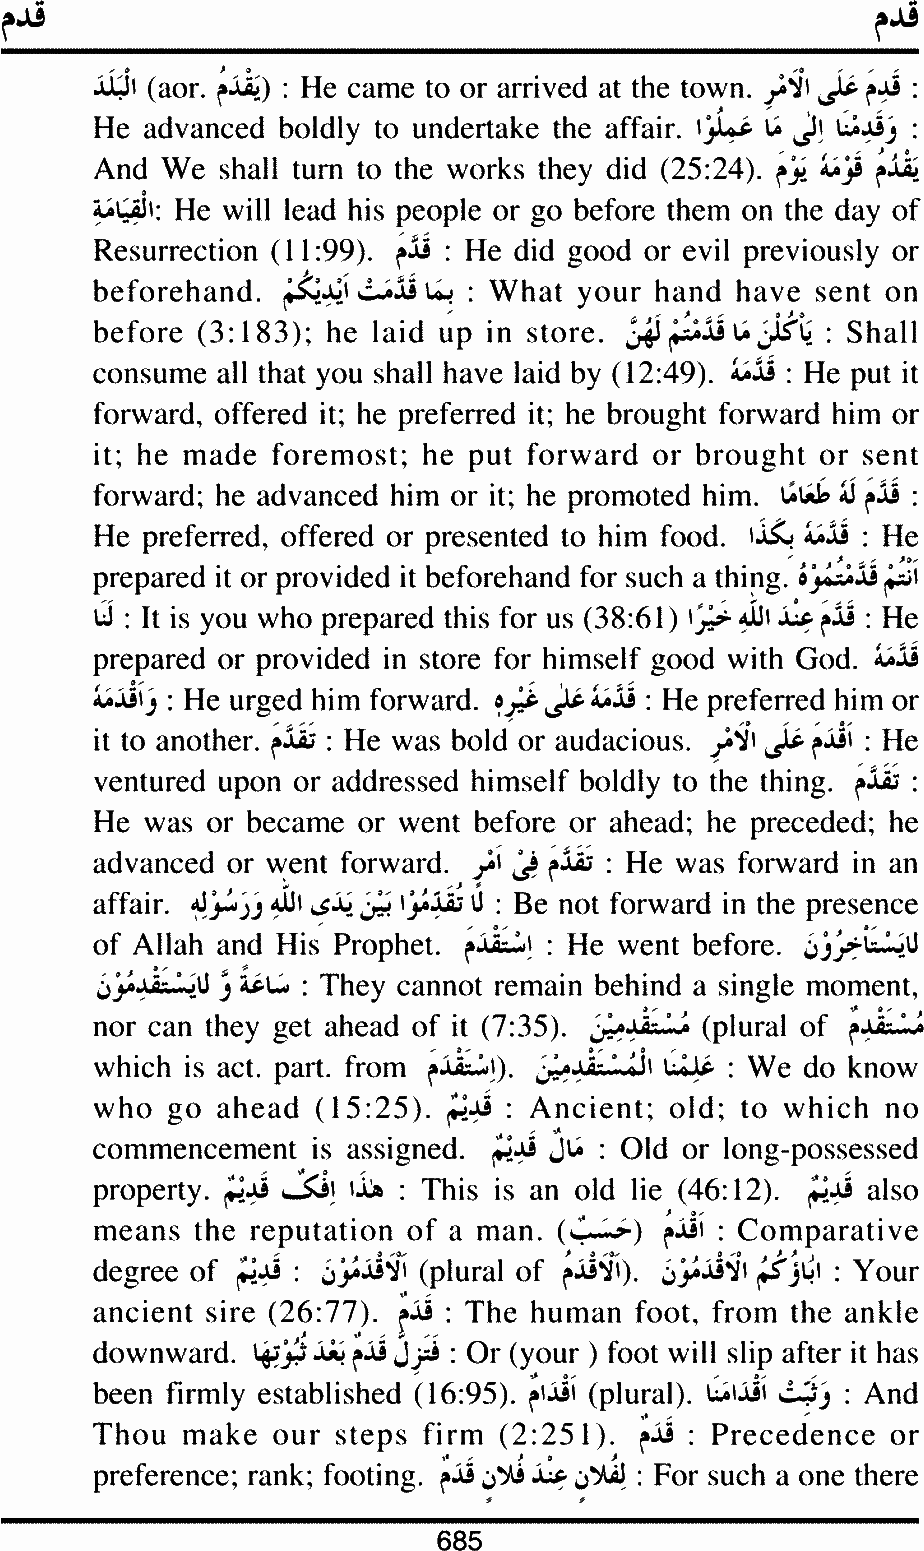 قدم قدم
الْبَلَدَ (aor. يَقْدَمُ) : He came to or arrived at the town. قَدِمَ عَلَی الْاَمْرِ :
He advanced boldly to undertake the affair. وَقَدِمْنَا اِلٰی مَا عَمِلُوْا :
And We shall turn to the works they did (25:24). یَقْدُمُ قَوْمَهٗ یَوْمَ
الْقِیَامَةِ: He will lead his people or go before them on the day of
Resurrection (11:99). قَدَّمَ : He did good or evil previously or
beforehand. بِمَا قَدَّمَتْ اَیْدِیْکُمْ : What your hand have sent on
before (3:183); he laid up in store. یَاْکُلْنَ مَا قَدَّمْتُمْ لَهُنَّ : Shall
consume all that you shall have laid by (12:49). قَدَّمَهٗ : He put it
forward, offered it; he preferred it; he brought forward him or
it; he made foremost; he put forward or brought or sent
forward; he advanced him or it; he promoted him. قَدَّمَ لَهٗ طَعَامًا :
He preferred, offered or presented to him food. قَدَّمَهٗ بِکَذَا : He
prepared it or provided it beforehand for such a thing. اَنْتُمْ قَدَّمْتُمُوْهُ
لَنَا : It is you who prepared this for us (38:61) قَدَّمَ عِنْدَ اللّٰهِ خَیْرًا : He
prepared or provided in store for himself good with God. قَدَّمَهٗ
وَاَقْدَمَهٗ : He urged him forward. قَدَّمَهٗ عَلٰی غَیْرِهٖ : He preferred him or
it to another. تَقَدَّمَ : He was bold or audacious. اَقْدَمَ عَلَی الْاَمْرِ : He
ventured upon or addressed himself boldly to the thing. تَقَدَّمَ :
He was or became or went before or ahead; he preceded; he
advanced or went forward. تَقَدَّمَ فِیْ اَمْرٍ : He was forward in an
affair. لَا تُقَدِّمُوْا بَیْنَ یَدَیِ اللّٰهِ وَرَسُوْلِهٖ : Be not forward in the presence
of Allah and His Prophet. اِسْتَقْدَمَ : He went before. لَایَسْتَاْخِرُوْنَ
سَاعَةً وَّ لَایَسْتَقْدِمُوْنَ : They cannot remain behind a single moment,
nor can they get ahead of it (7:35). مُسْتَقْدِمِیْنَ (plural of مُسْتَقْدِمٌ
which is act. part. from اِسْتَقْدَمَ). عَلِمْنَا الْمُسْتَقْدِمِیْنَ : We do know
who go ahead (15:25). قَدِیْمٌ : Ancient; old; to which no
commencement is assigned. مَالٌ قَدِیْمٌ : Old or long-possessed
property. هٰذَا اِفْکٌ قَدِیْمٌ : This is an old lie (46:12). قَدِیْمٌ also
means the reputation of a man. (حَسَبٌ) اَقْدَمُ : Comparative
degree of قَدِیْمٌ : الْاَقْدَمُوْنَ (plural of الْاَقْدَمُ). اٰبَاؤُکُمُ الْاَقْدَمُوْنَ : Your
ancient sire (26:77). قَدَمٌ : The human foot, from the ankle
downward. فَتَزِلَّ قَدَمٌ بَعْدَ ثُبُوْتِهَا : Or (your ) foot will slip after it has
been firmly established (16:95). اَقْدَامٌ (plural). وَثَبِّتْ اَقْدَامَنَا : And
Thou make our steps firm (2:251). قَدَمٌ : Precedence or
preference; rank; footing. لِفُلَانٍ عِنْدَ فُلَانٍ قَدَمٌ : For such a one there
685